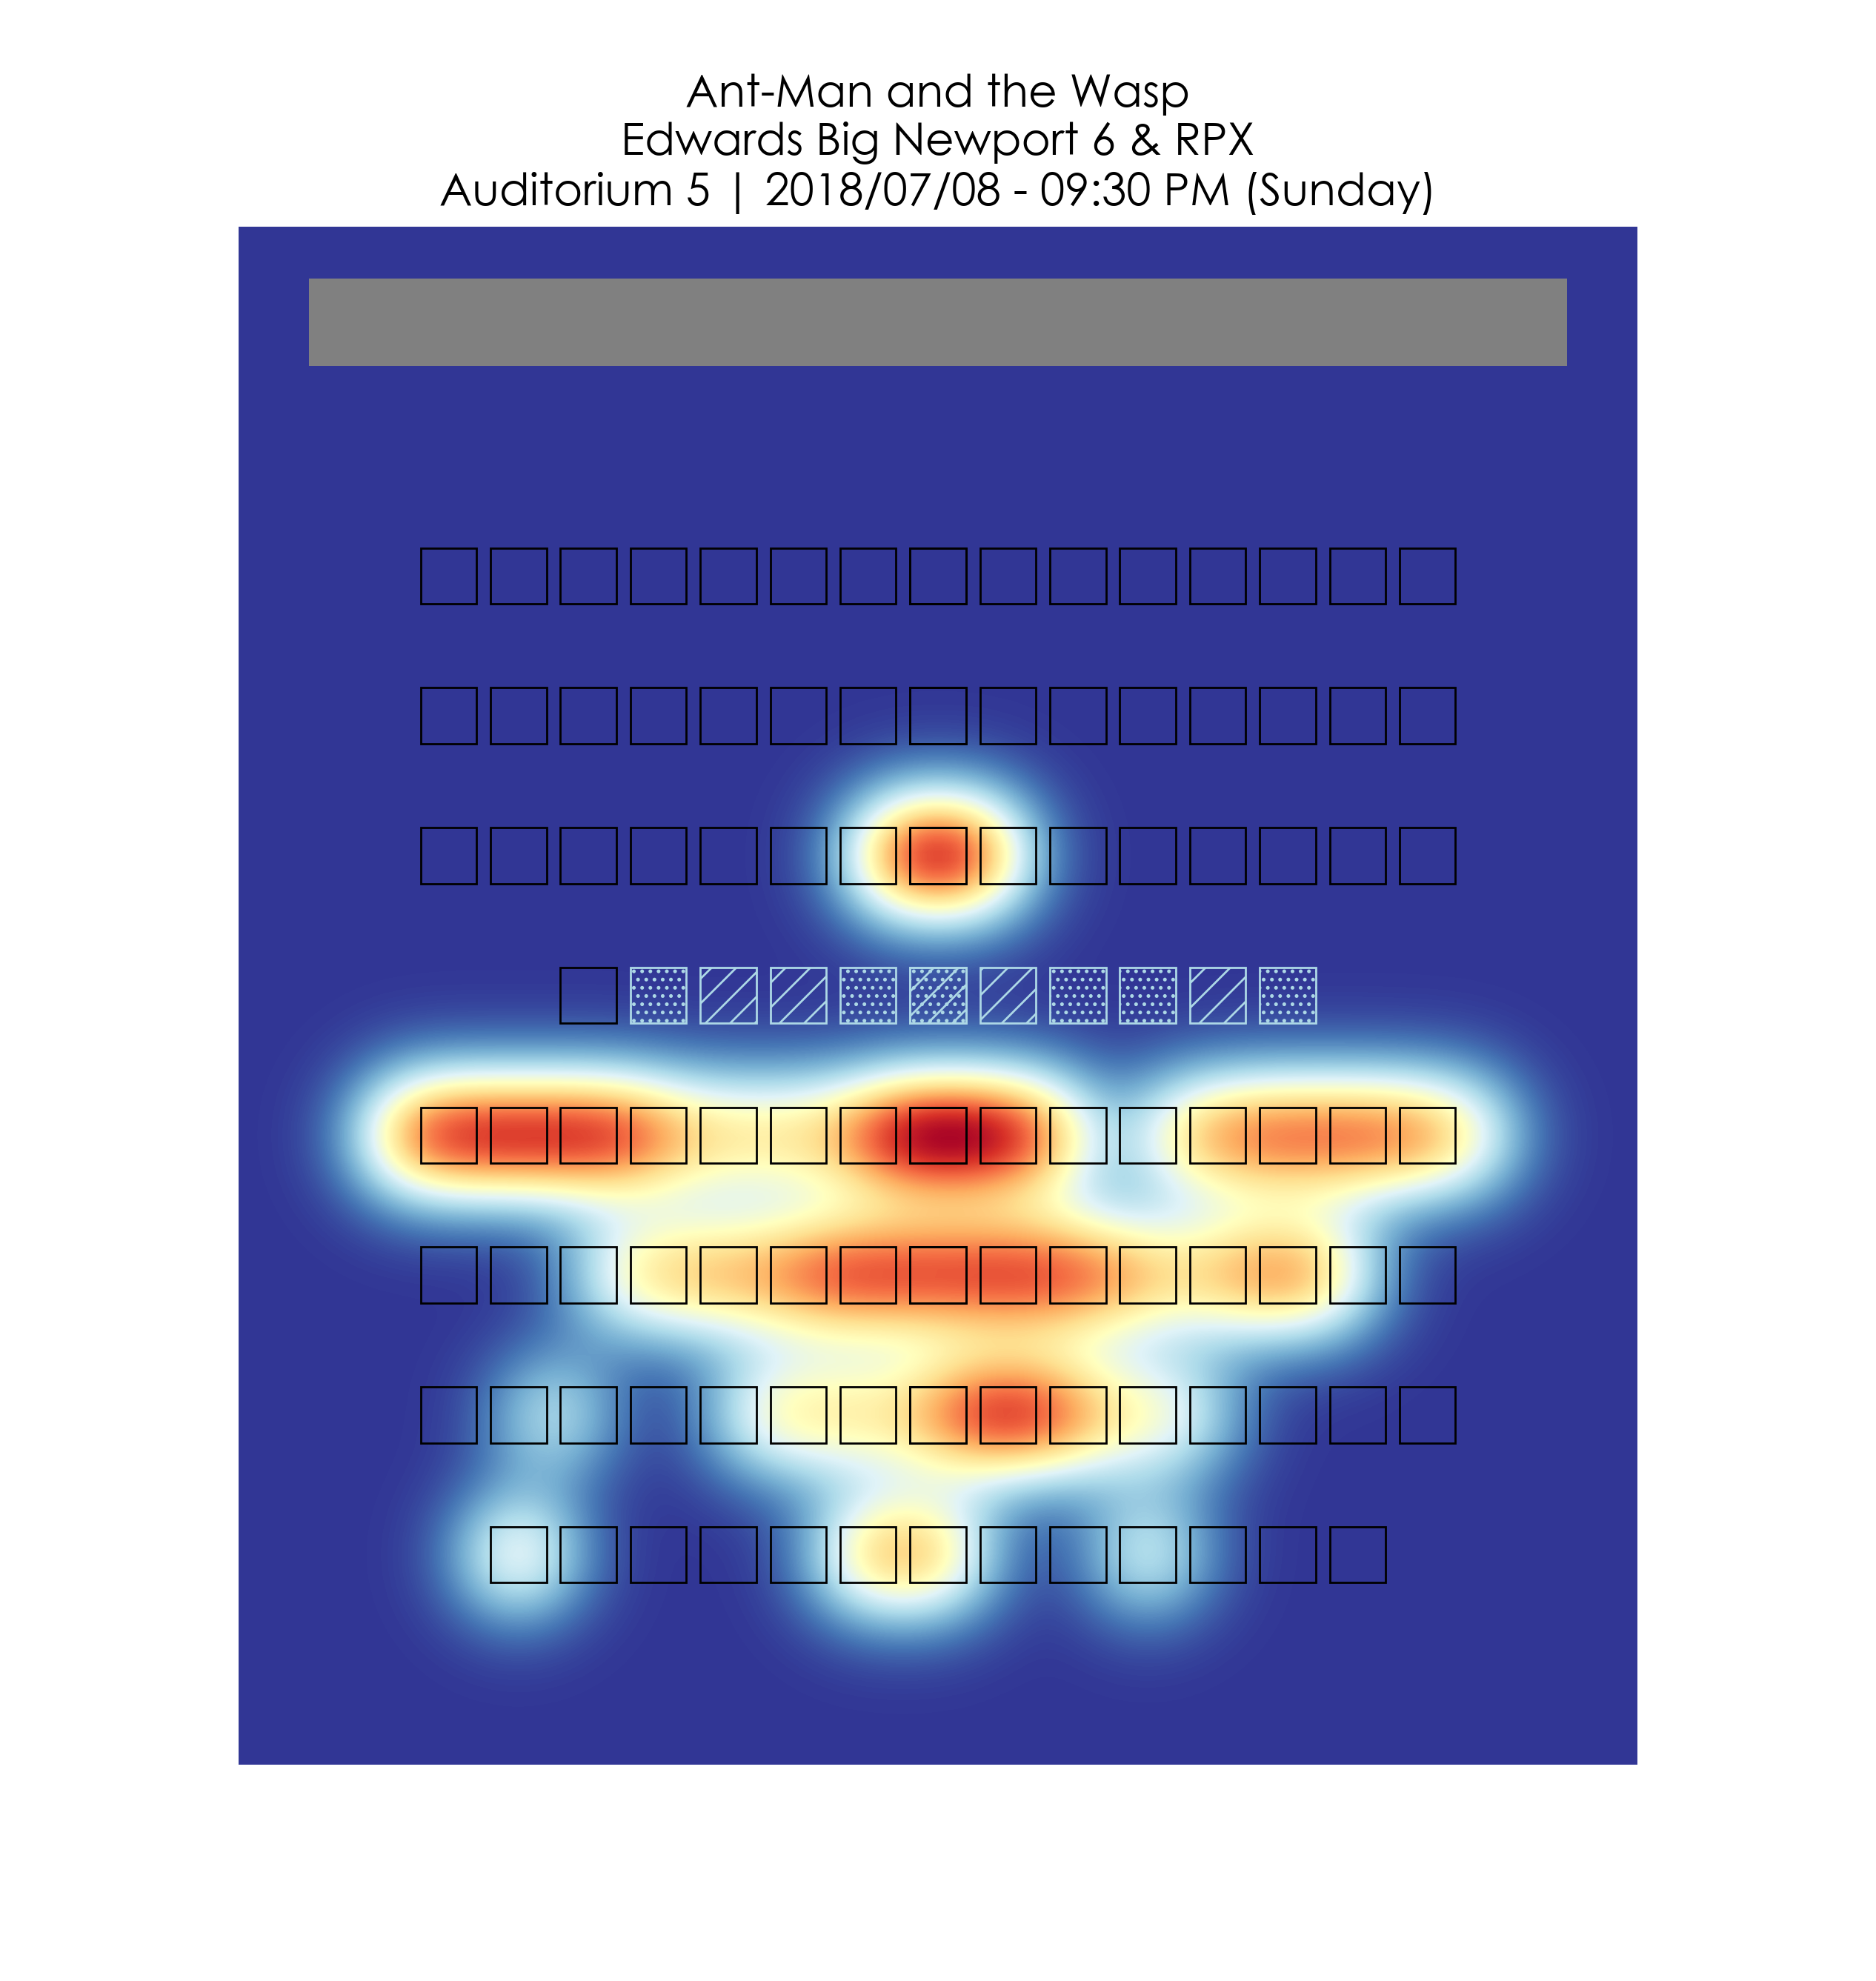 Ant-Man and the Wasp
Edwards Big Newport 6 & RPX
Auditorium 5 | 2018/07/08 - 09:30 PM (Sunday)